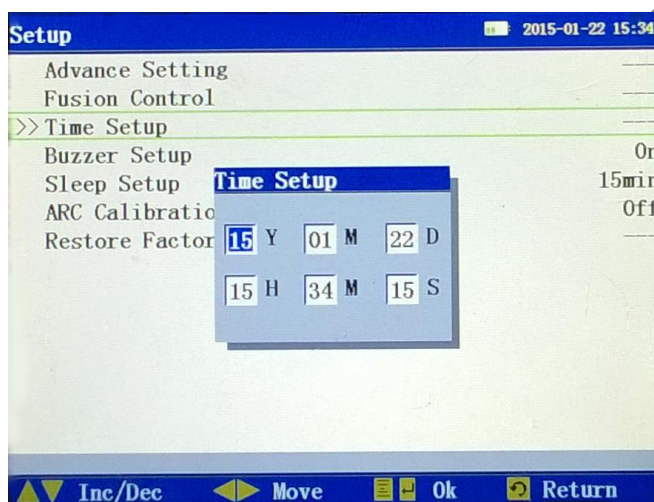 Setup 2015-01-22 15:34
Advance Setting ---
Fusion Control ---
>> Time Setup ---
Buzzer Setup On
Sleep Setup 15min
ARC Calibratio Off
Restore Factor ---
Time Setup
15 Y 01 M 22 D
15 H 34 M 15 S
Inc/Dec Move Ok Return